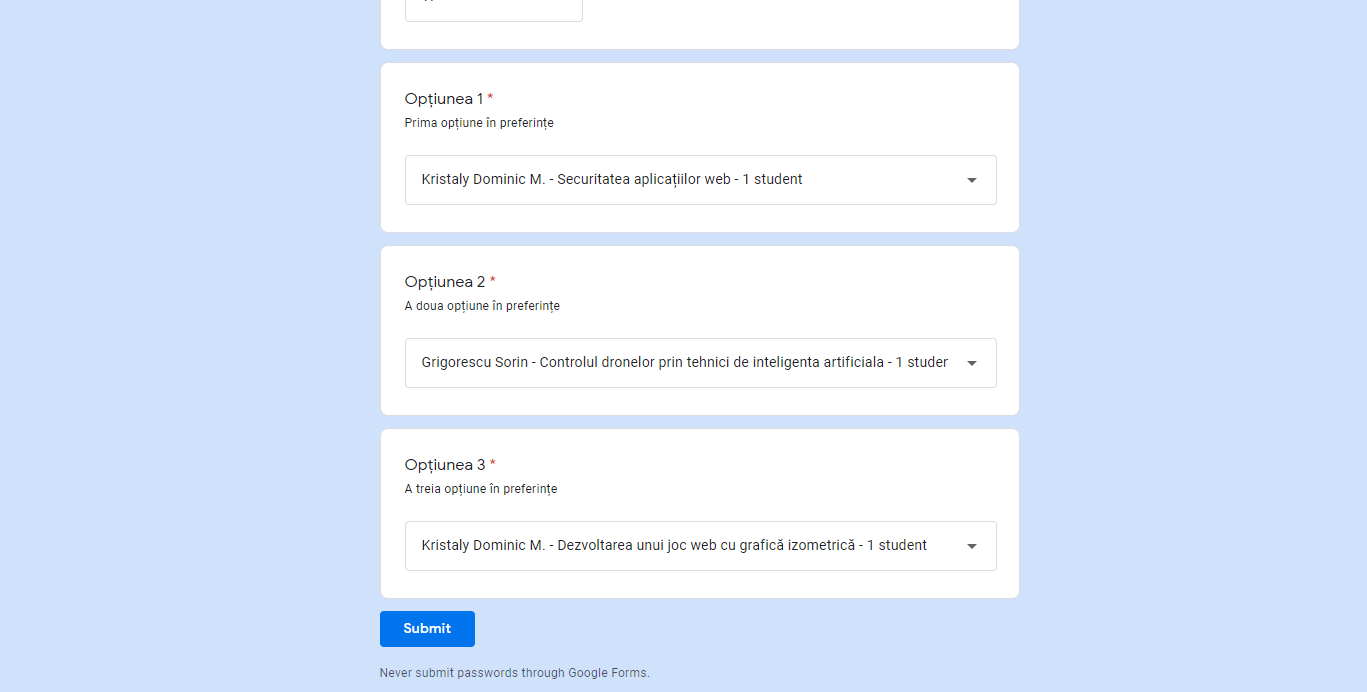 Opțiunea 1 *
Prima opțiune în preferințe
Kristaly Dominic M. - Securitatea aplicațiilor web - 1 student
Opțiunea 2 *
A doua opțiune în preferințe
Grigorescu Sorin - Controlul dronelor prin tehnici de inteligenta artificiala - 1 studer
Opțiunea 3 *
A treia opțiune în preferințe
Kristaly Dominic M. - Dezvoltarea unui joc web cu grafică izometrică - 1 student
Submit
Never submit passwords through Google Forms.